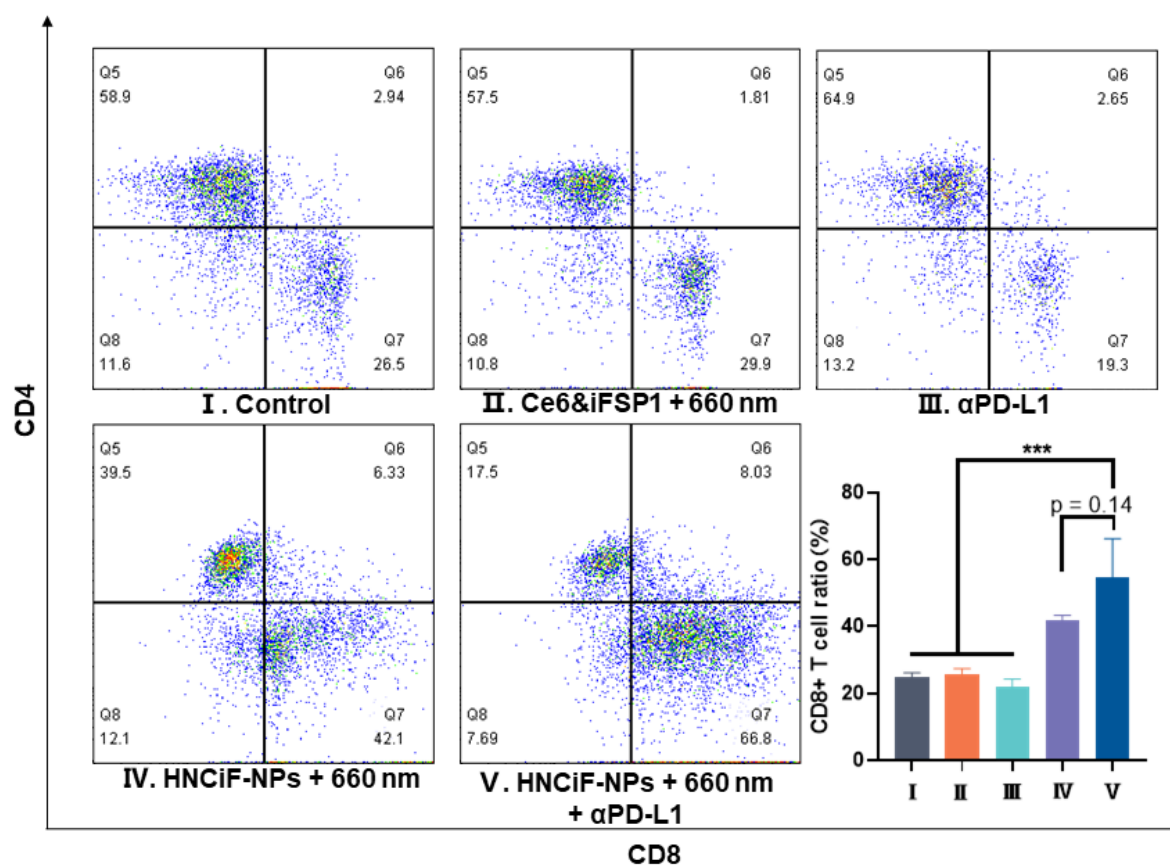 CD4
Q5
58.9
Q6
2.94
Q8
11.6
Q7
26.5
Ⅰ. Control
Q5
57.5
Q6
1.81
Q8
10.8
Q7
29.9
Ⅱ. Ce6&iFSP1 + 660 nm
Q5
64.9
Q6
2.65
Q8
13.2
Q7
19.3
Ⅲ. αPD-L1
Q5
39.5
Q6
6.33
Q8
12.1
Q7
42.1
Ⅳ. HNCiF-NPs + 660 nm
Q5
17.5
Q6
8.03
Q8
7.69
Q7
66.8
Ⅴ. HNCiF-NPs + 660 nm
+ αPD-L1
CD8+ T cell ratio (%)
80
60
40
20
0
***
p = 0.14
Ⅰ Ⅱ Ⅲ Ⅳ Ⅴ
CD8